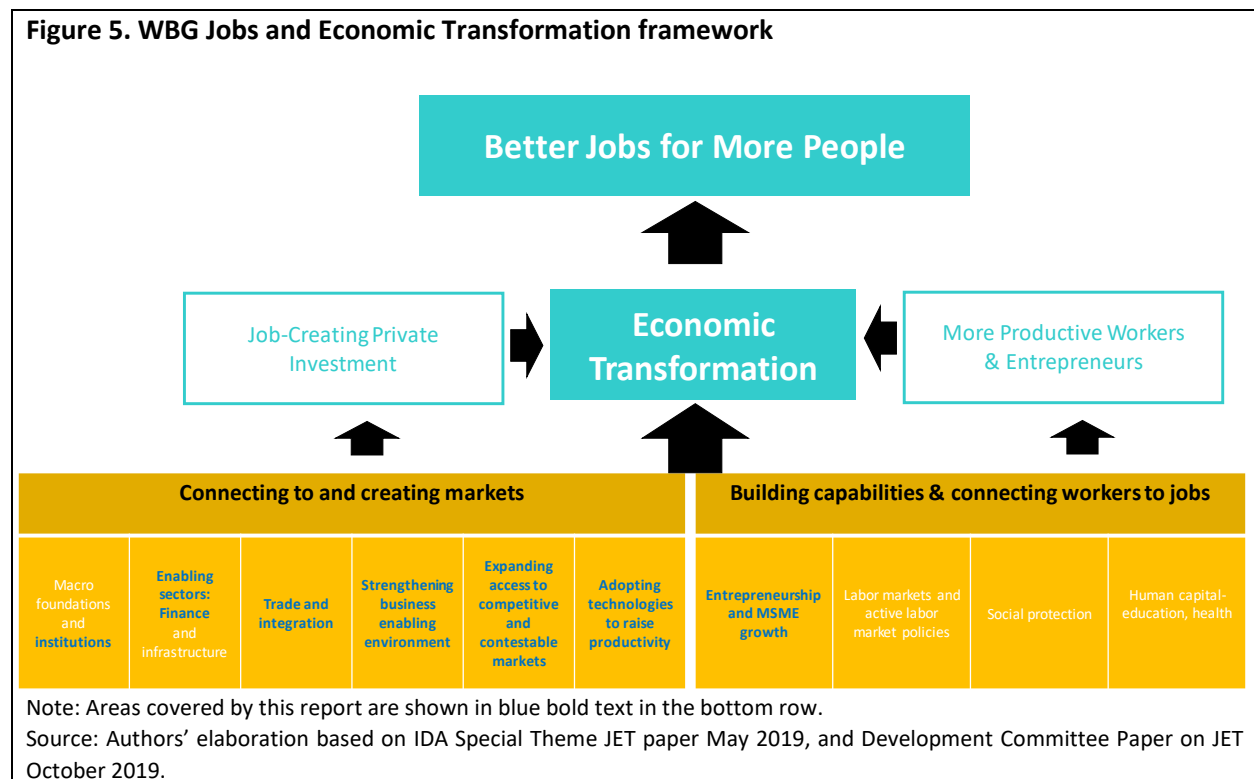 Figure 5. WBG Jobs and Economic Transformation framework
Better Jobs for More People
Job-Creating Private
Investment
Economic
Transformation
More Productive Workers
& Entrepreneurs
Connecting to and creating markets
Building capabilities & connecting workers to jobs
Macro
foundations
and
institutions
Enabling
sectors:
Finance
and
infrastructure
Trade and
integration
Strengthening
business
enabling
environment
Expanding
access to
competitive
and
contestable
markets
Adopting
technologies
to raise
productivity
Entrepreneurship
and MSME
growth
Labor markets and
active labor
market policies
Social protection
Human capital-
education, health
Note: Areas covered by this report are shown in blue bold text in the bottom row.
Source: Authors’ elaboration based on IDA Special Theme JET paper May 2019, and Development Committee Paper on JET
October 2019.